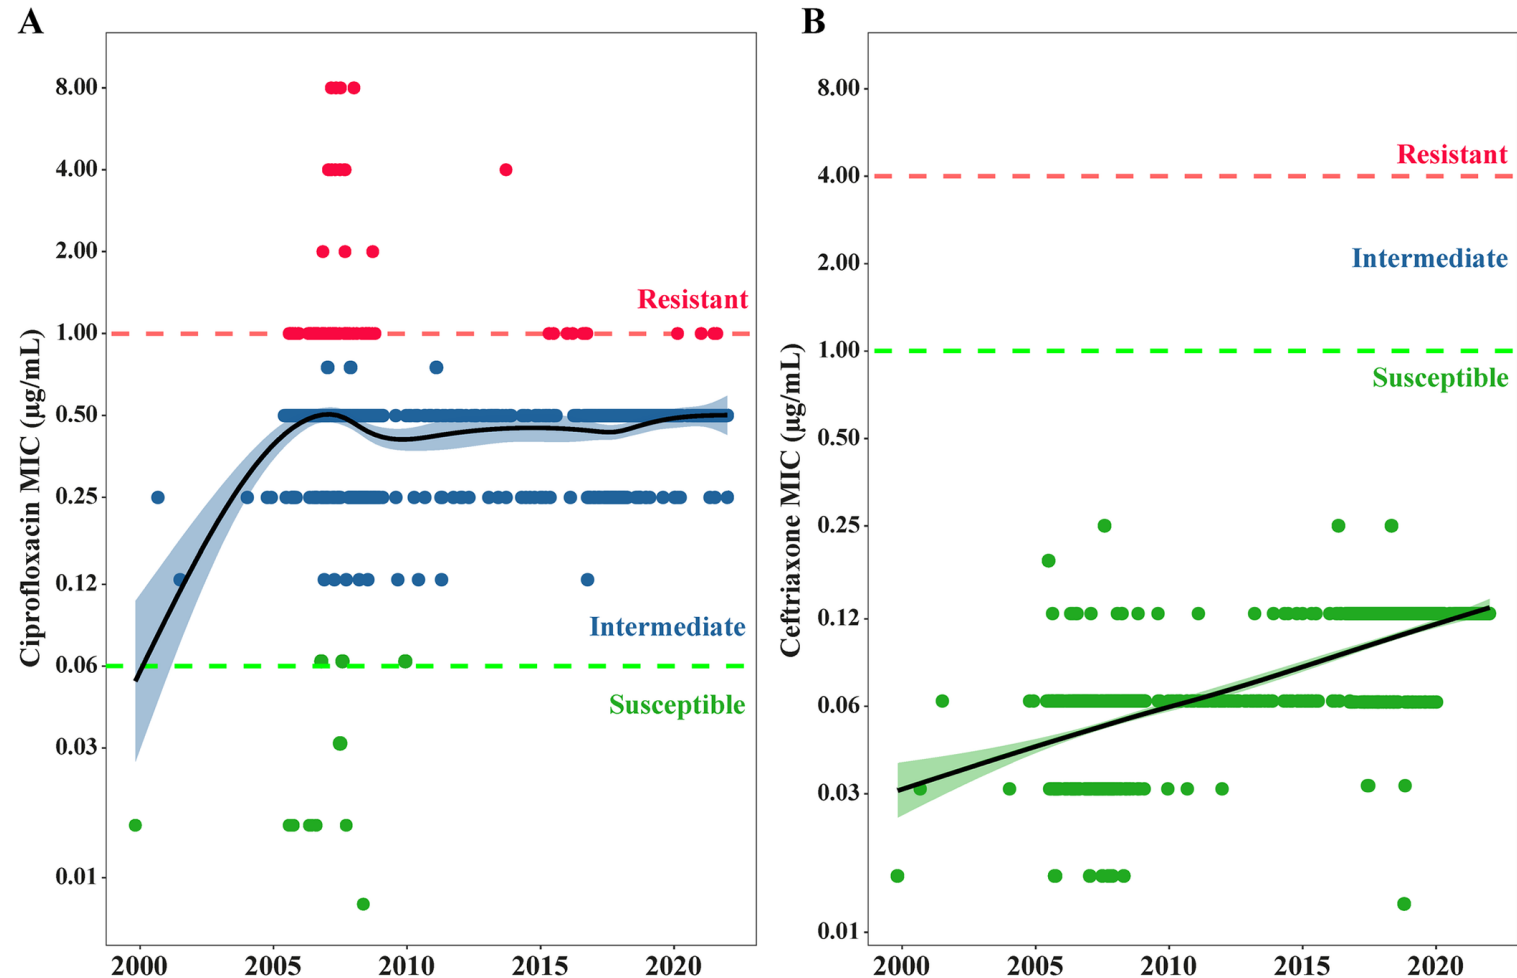 A
Ciprofloxacin MIC (µg/mL)
8.00
4.00
2.00
1.00
0.50
0.25
0.12
0.06
0.03
0.01
Resistant
Intermediate
Susceptible
2000 2005 2010 2015 2020
B
Ceftriaxone MIC (µg/mL)
8.00
4.00
2.00
1.00
0.50
0.25
0.12
0.06
0.03
0.01
Resistant
Intermediate
Susceptible
2000 2005 2010 2015 2020